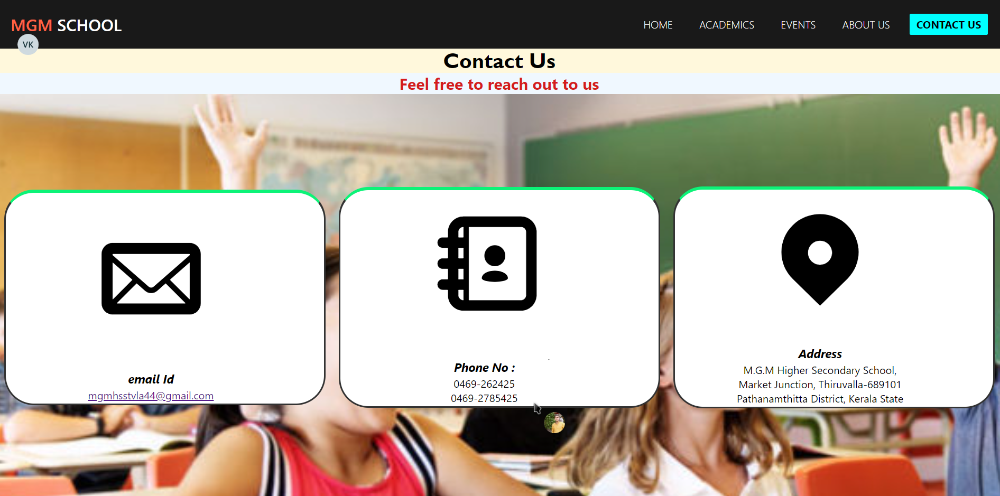 MGM SCHOOL
HOME ACADEMICS EVENTS ABOUT US CONTACT US
VK
Contact Us
Feel free to reach out to us
email Id
mgmhsstvla44@gmail.com
Phone No :
0469-262425
0469-2785425
Address
M.G.M Higher Secondary School,
Market Junction, Thiruvalla-689101
Pathanamthitta District, Kerala State